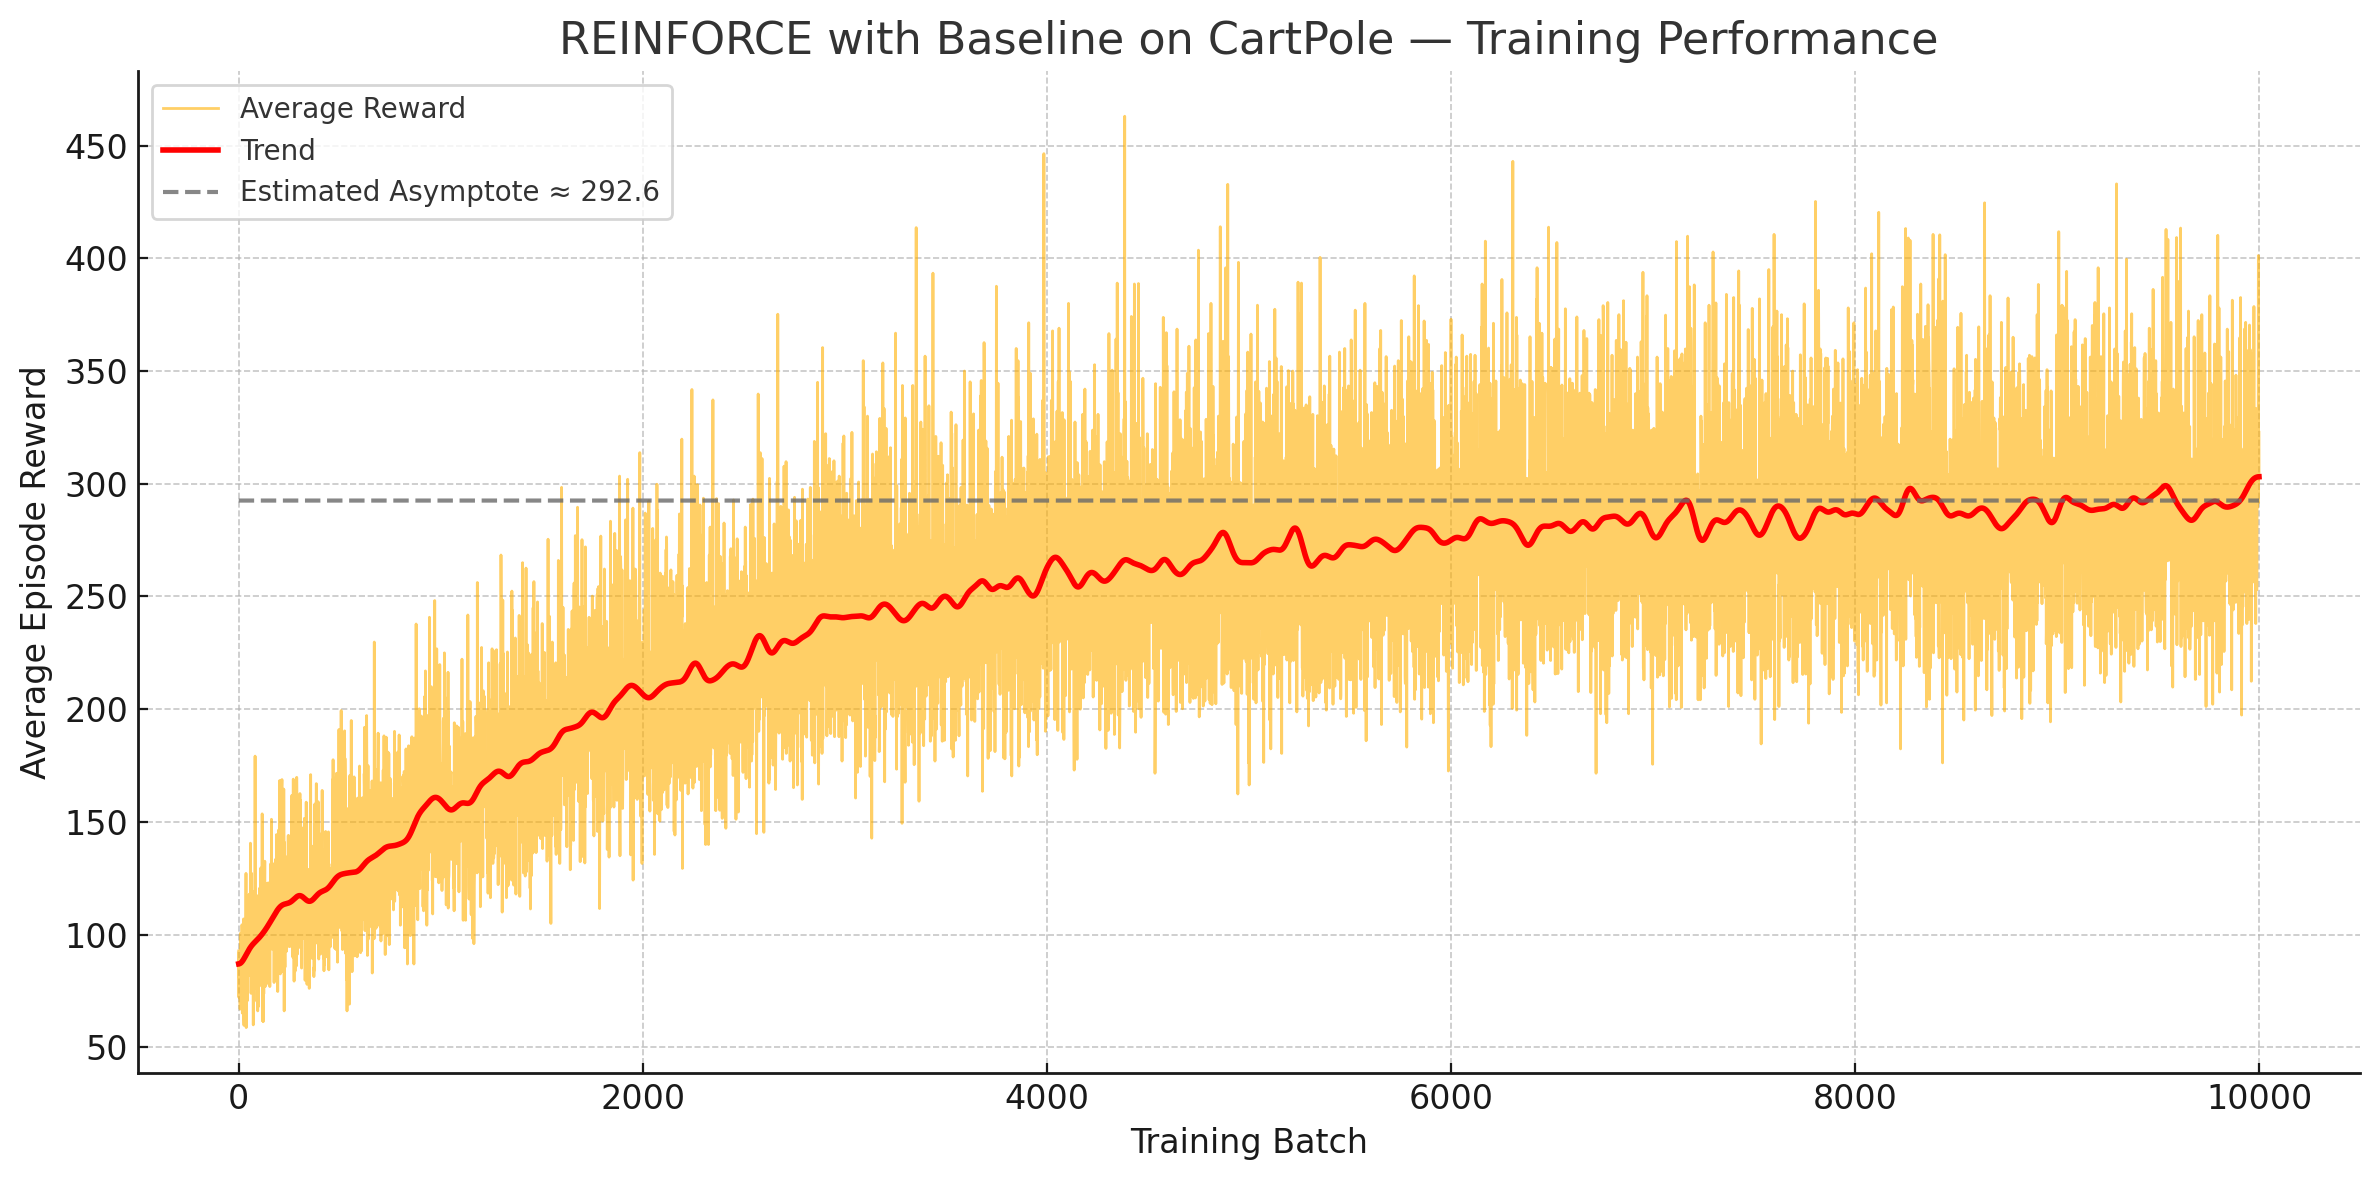 REINFORCE with Baseline on CartPole — Training Performance
Average Reward
Trend
Estimated Asymptote ≈ 292.6
450
400
350
300
250
200
150
100
50
Average Episode Reward
0 2000 4000 6000 8000 10000
Training Batch